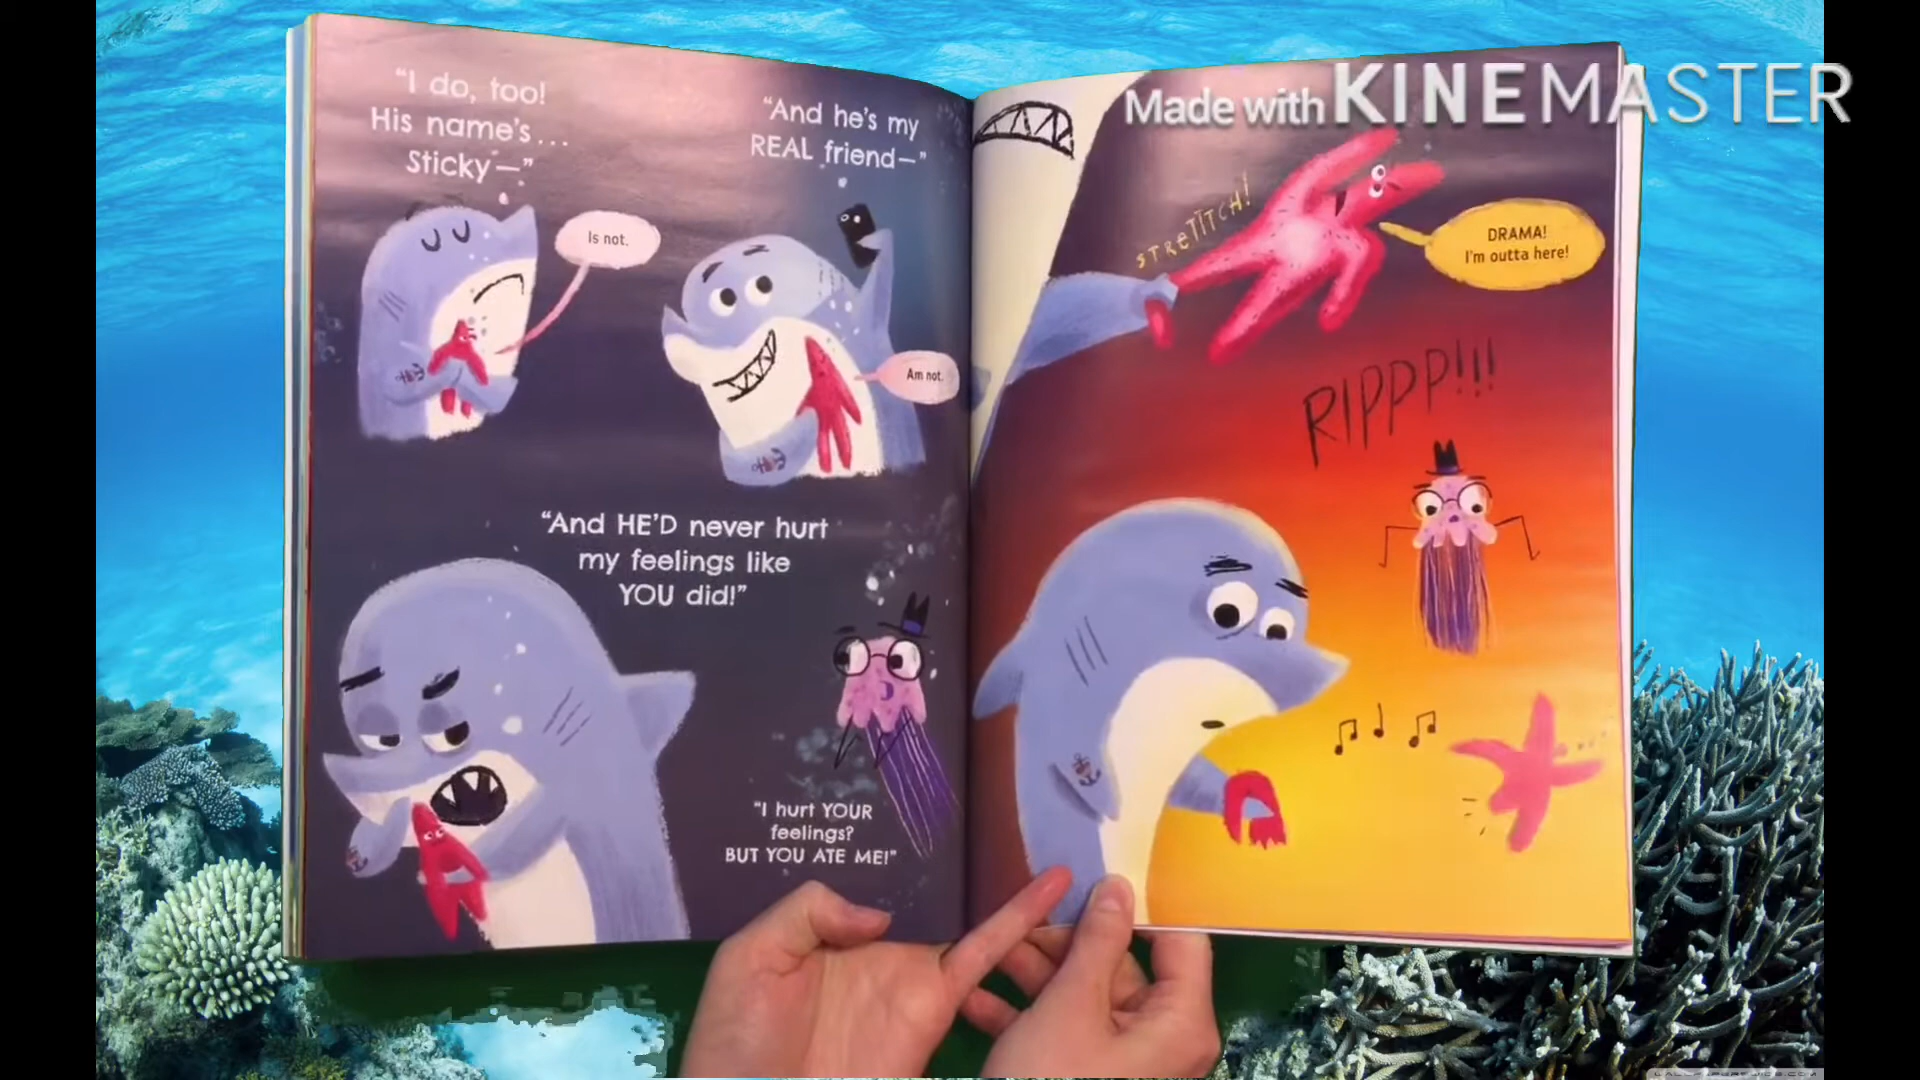 "I do, too!
His name's...
Sticky—"
Is not.
"And he's my
REAL friend—"
Am not.
"And HE'D never hurt
my feelings like
YOU did!"
"I hurt YOUR
feelings?
BUT YOU ATE ME!"
Made with KINEMASTER
STRETITCH!
DRAMA!
I'm outta here!
RIPPP!!!